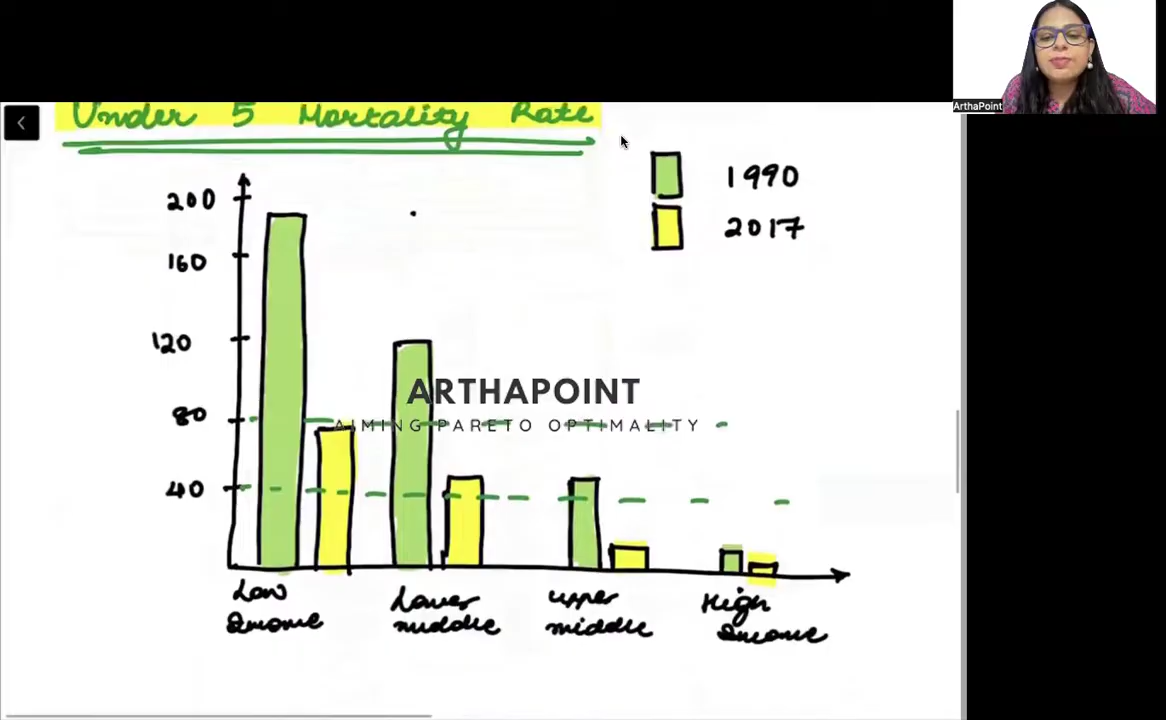 Under 5 Mortality Rate
ArthaPoint
1990
2017
200
160
120
80
40
ARTHAPOINT
AIMING PARETO OPTIMALITY
Low Income
Lower middle
upper middle
High Income